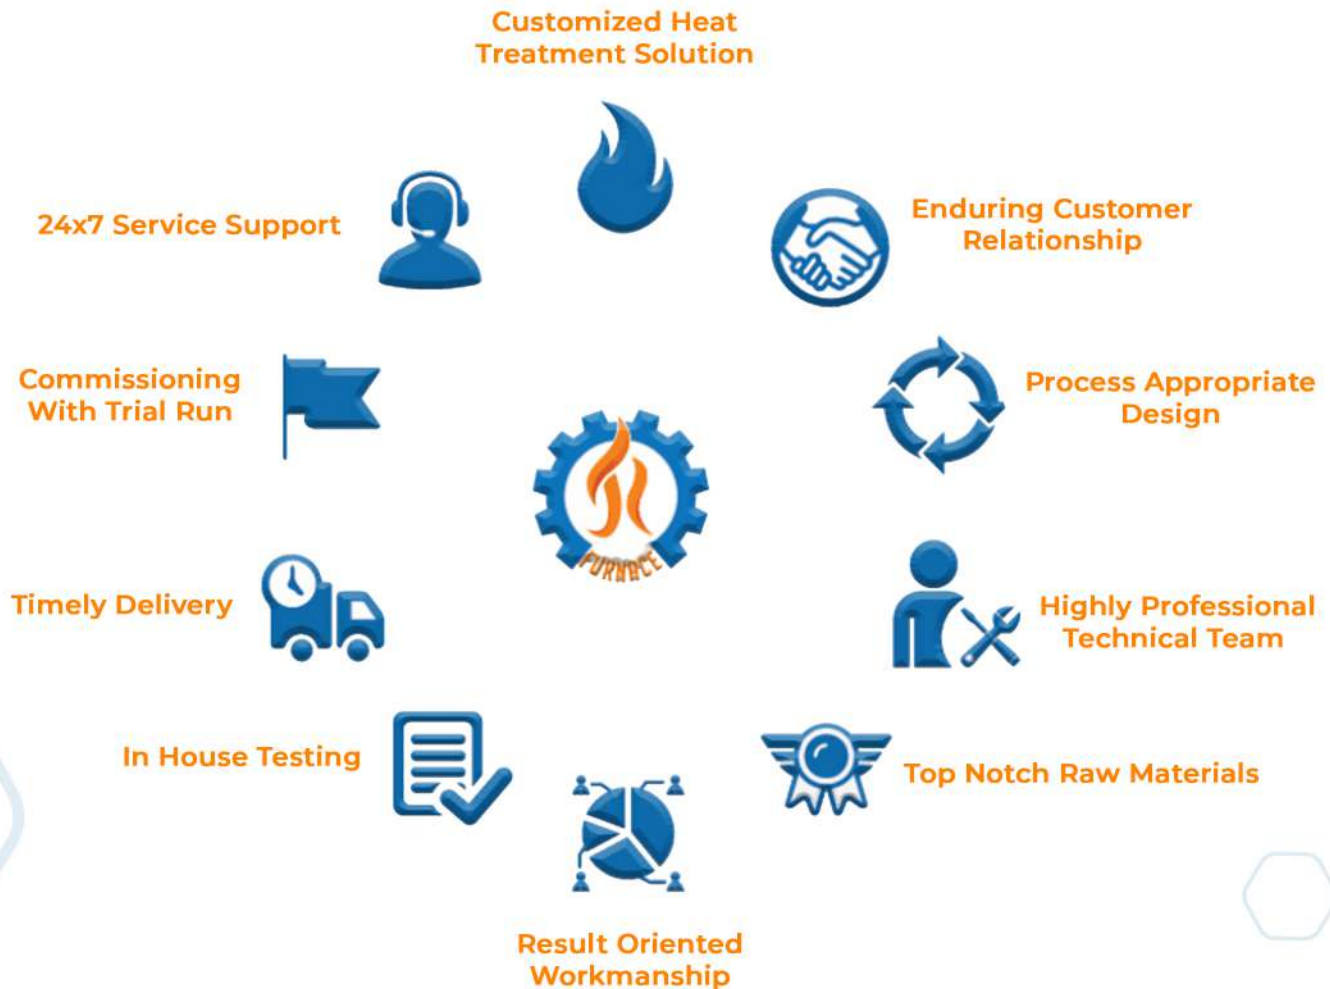 Customized Heat
Treatment Solution
24x7 Service Support
Enduring Customer
Relationship
Commissioning
With Trial Run
Process Appropriate
Design
FURNACE
Timely Delivery
Highly Professional
Technical Team
In House Testing
Top Notch Raw Materials
Result Oriented
Workmanship